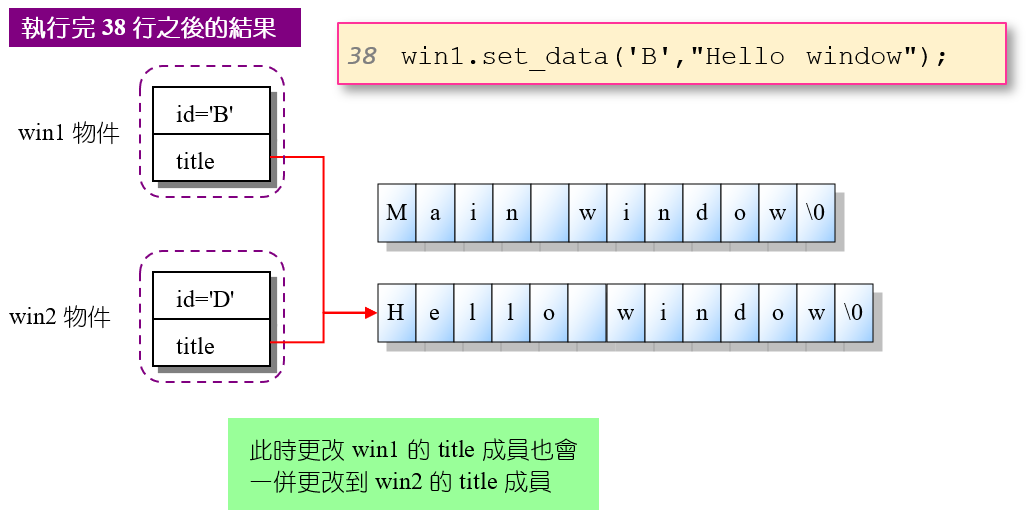 執行完 38 行之後的結果
38 win1.set_data('B',"Hello window");
id='B'
win1 物件
title
M a i n w i n d o w \0
id='D'
win2 物件
title
H e l l o w i n d o w \0
此時更改 win1 的 title 成員也會
一併更改到 win2 的 title 成員